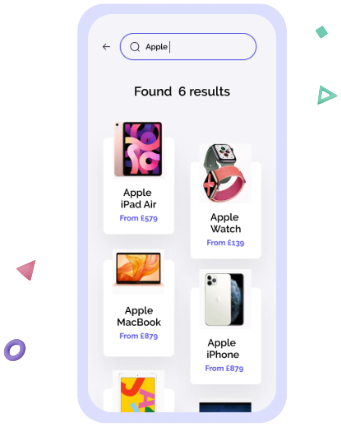 Apple
Found 6 results
Apple
iPad Air
From £579
Apple
Watch
From £139
Apple
MacBook
From £879
Apple
iPhone
From £879